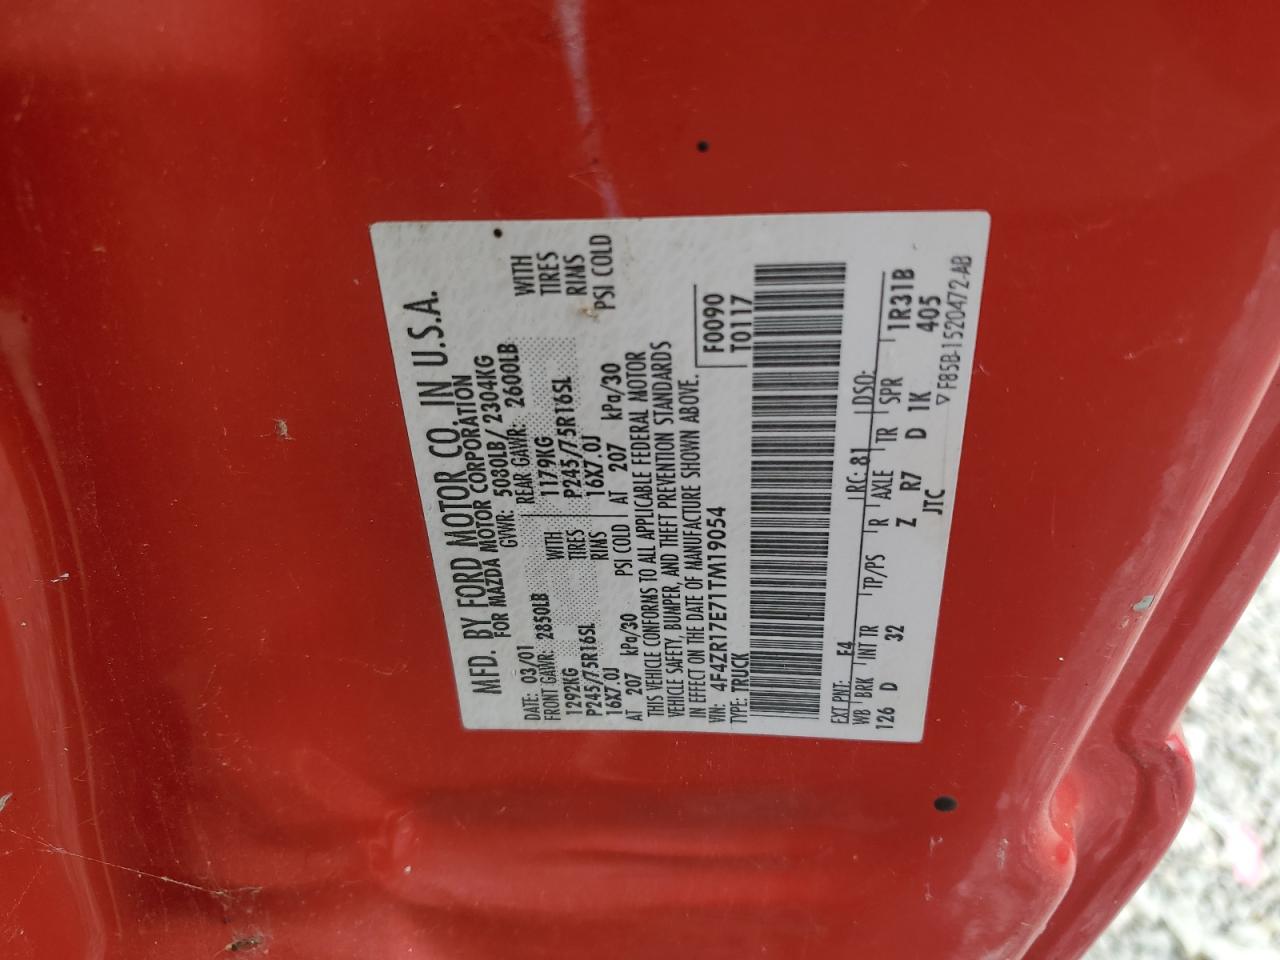 MFD. BY FORD MOTOR CO. IN U.S.A.
FOR MAZDA MOTOR CORPORATION
DATE: 03/01 GVWR: 5080LB/ 2304KG
FRONT GAWR: 2850LB REAR GAWR: 2600LB
1292KG WITH 1179KG WITH
P245/75R16SL TIRES P245/75R16SL TIRES
16X7.0J RIMS 16X7.0J RIMS
AT 207 kPa/30 PSI COLD AT 207 kPa/30 PSI COLD
THIS VEHICLE CONFORMS TO ALL APPLICABLE FEDERAL MOTOR
VEHICLE SAFETY, BUMPER, AND THEFT PREVENTION STANDARDS
IN EFFECT ON THE DATE OF MANUFACTURE SHOWN ABOVE.
VIN: 4F4ZR17E71TM19054 F0090
TYPE: TRUCK T0117
EXT PNT: E4 RC: 81 DSO:
WB BRK INT TR TP/PS R AXLE TR SPR 1R31B
126 D 32 Z R7 D 1K 405
JTC ▽F85B-1520472-AB